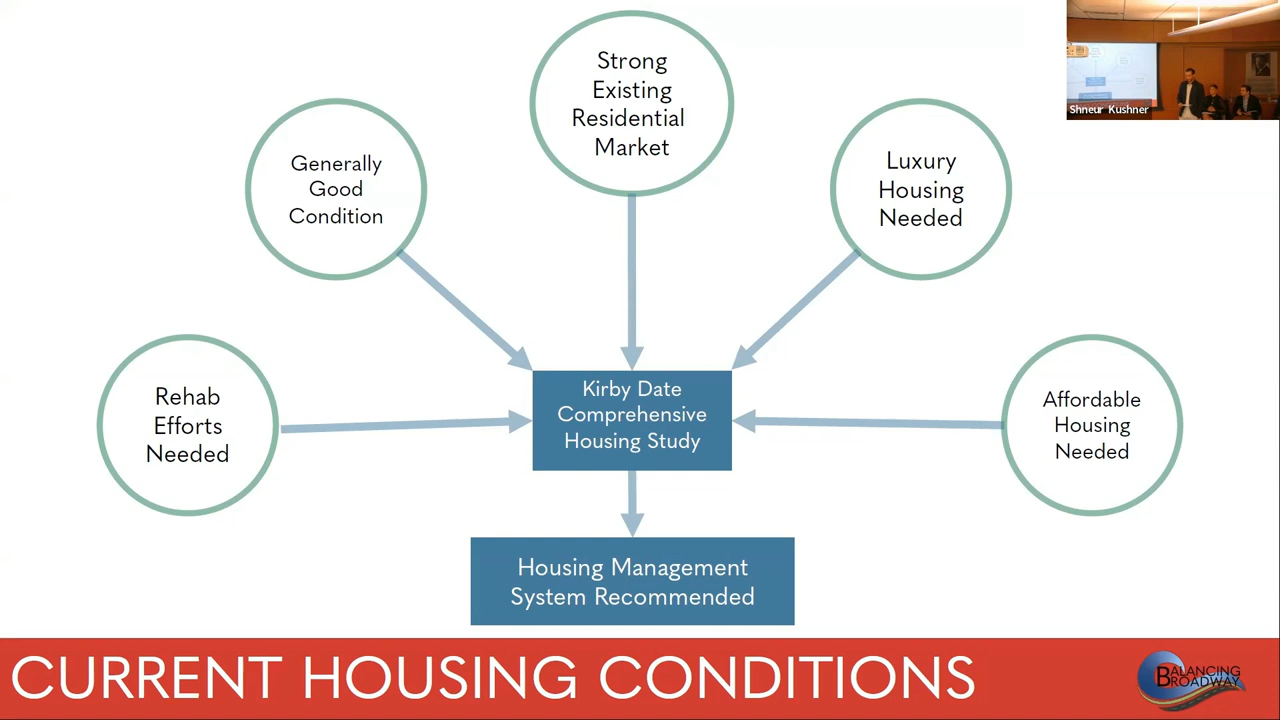 Strong
Existing
Residential
Market
Generally
Good
Condition
Luxury
Housing
Needed
Shneur Kushner
Rehab
Efforts
Needed
Kirby Date
Comprehensive
Housing Study
Affordable
Housing
Needed
Housing Management
System Recommended
CURRENT HOUSING CONDITIONS
BALANCING
BROADWAY